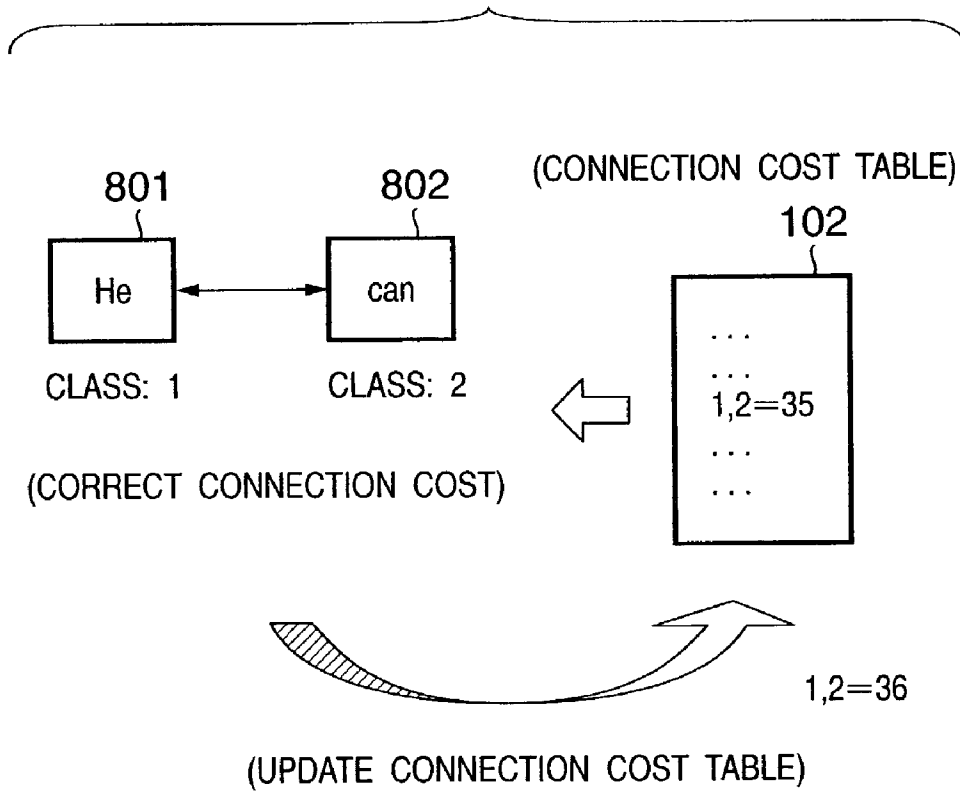 (CONNECTION COST TABLE)
801
802
102
He
can
CLASS: 1
CLASS: 2
...
...
1,2=35
...
...
(CORRECT CONNECTION COST)
1,2=36
(UPDATE CONNECTION COST TABLE)